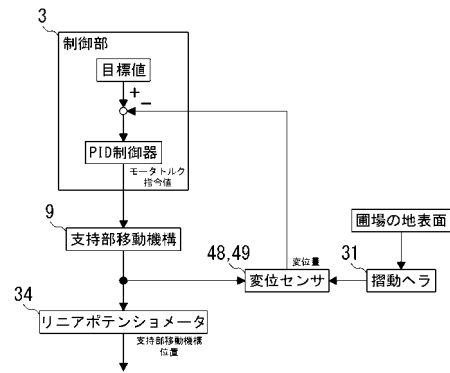 3
制御部
目標値
+
−
PID制御器
モータトルク
指令値
9
支持部移動機構
圃場の地表面
48,49
変位量
31
変位センサ
摺動ヘラ
34
リニアポテンショメータ
支持部移動機構
位置